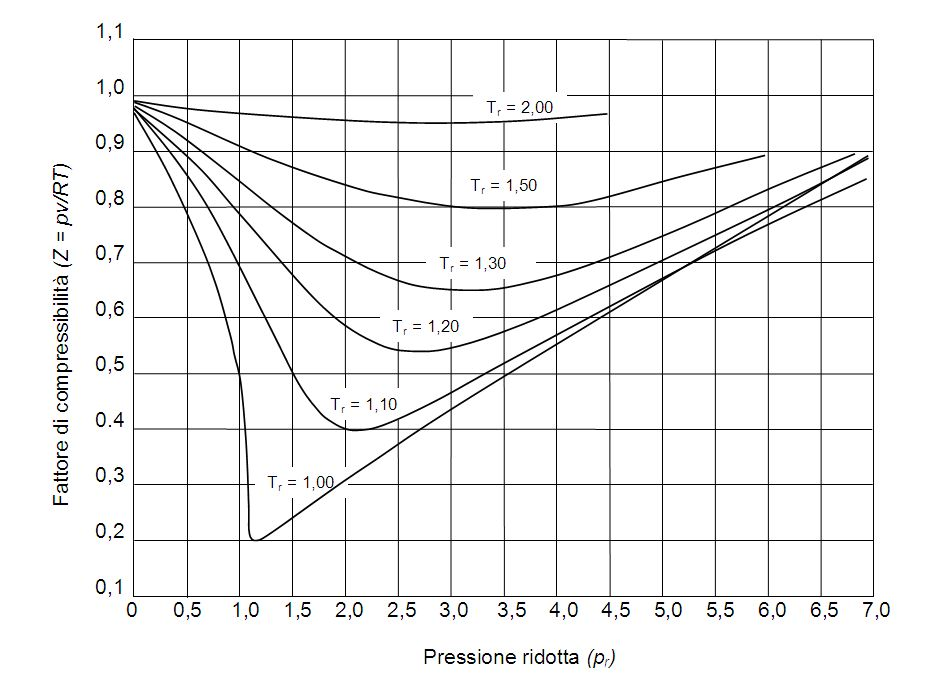 1,1
1,0
0,9
0,8
0,7
0,6
0,5
0,4
0,3
0,2
0,1
Fattore di compressibilità (Z = pv/RT)
Tr = 2,00
Tr = 1,50
Tr = 1,30
Tr = 1,20
Tr = 1,10
Tr = 1,00
0 0,5 1,0 1,5 2,0 2,5 3,0 3,5 4,5 4,5 5,0 5,5 6,0 6,5 7,0
Pressione ridotta (pr)